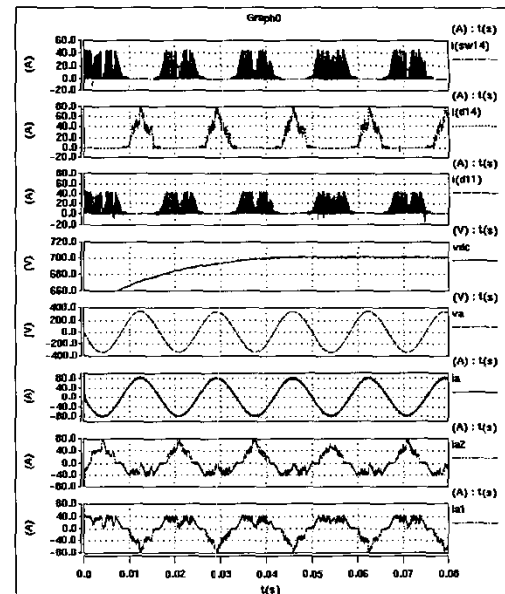 Graph0
(A) : t(s)
i(sw14)
60.0
40.0
20.0
0.0
-20.0
(A)
(A) : t(s)
i(d14)
80.0
60.0
40.0
20.0
0.0
-20.0
(A)
(A) : t(s)
i(d11)
60.0
40.0
20.0
0.0
-20.0
(A)
(V) : t(s)
vdc
720.0
700.0
680.0
660.0
(V)
(V) : t(s)
va
400.0
200.0
0.0
-200.0
-400.0
(V)
(A) : t(s)
ia
80.0
40.0
0.0
-40.0
-80.0
(A)
(A) : t(s)
ia2
80.0
40.0
0.0
-40.0
-80.0
(A)
(A) : t(s)
ia1
80.0
40.0
0.0
-40.0
-80.0
(A)
0.0 0.01 0.02 0.03 0.04 0.05 0.06 0.07 0.08
t(s)